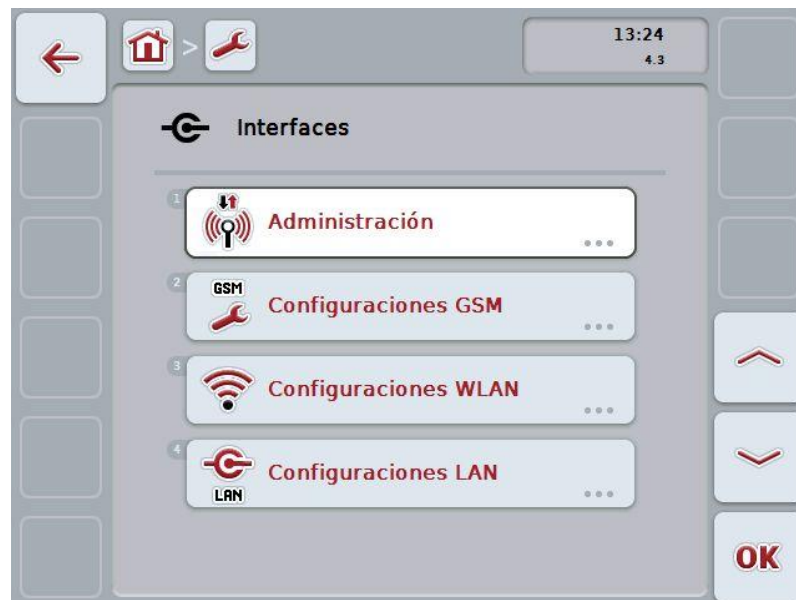 13:24
4.3
Interfaces
1
Administración
2
GSM
Configuraciones GSM
3
Configuraciones WLAN
4
LAN
Configuraciones LAN
OK